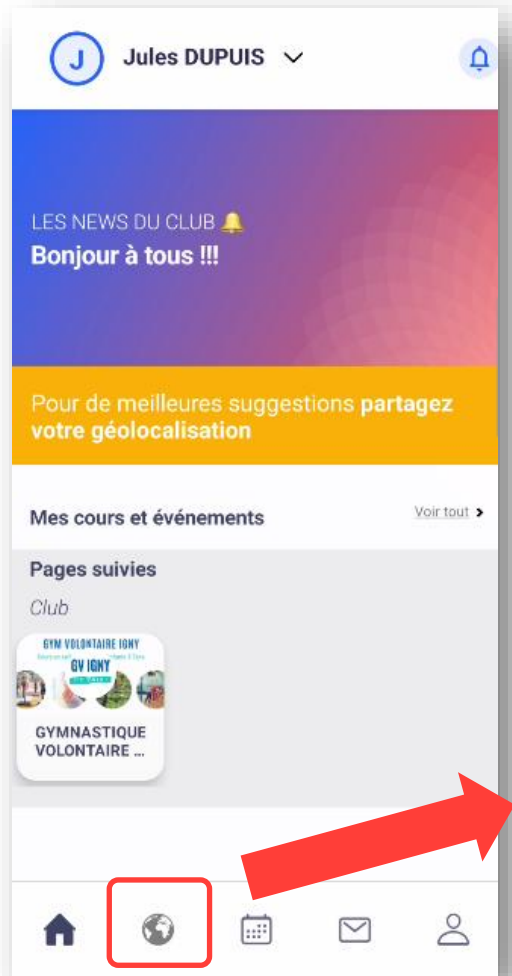 J
Jules DUPUIS
LES NEWS DU CLUB 🔔
Bonjour à tous !!!
Pour de meilleures suggestions partagez
votre géolocalisation
Mes cours et événements
Voir tout
Pages suivies
Club
GYM VOLONTAIRE IGNY
GV IGNY
GYMNASTIQUE
VOLONTAIRE ...